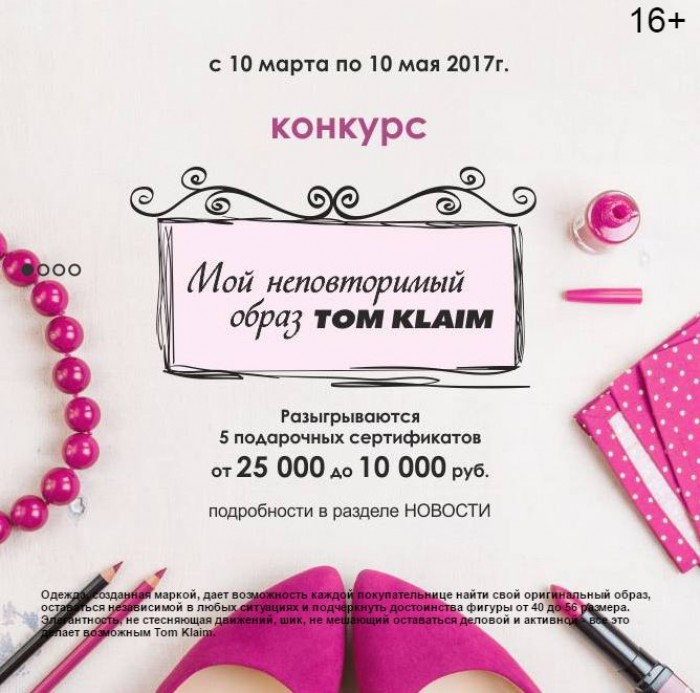 16+
с 10 марта по 10 мая 2017г.
конкурс
Мой неповторимый
образ TOM KLAIM
Разыгрываются
5 подарочных сертификатов
от 25 000 до 10 000 руб.
подробности в разделе НОВОСТИ
Одежда, созданная маркой, дает возможность каждой покупательнице найти свой оригинальный образ,
оставаться независимой в любых ситуациях и подчеркнуть достоинства фигуры от 40 до 56 размера.
Элегантность, не стесняющая движений, шик, не мешающий оставаться деловой и активной - все это
делает возможным Tom Klaim.